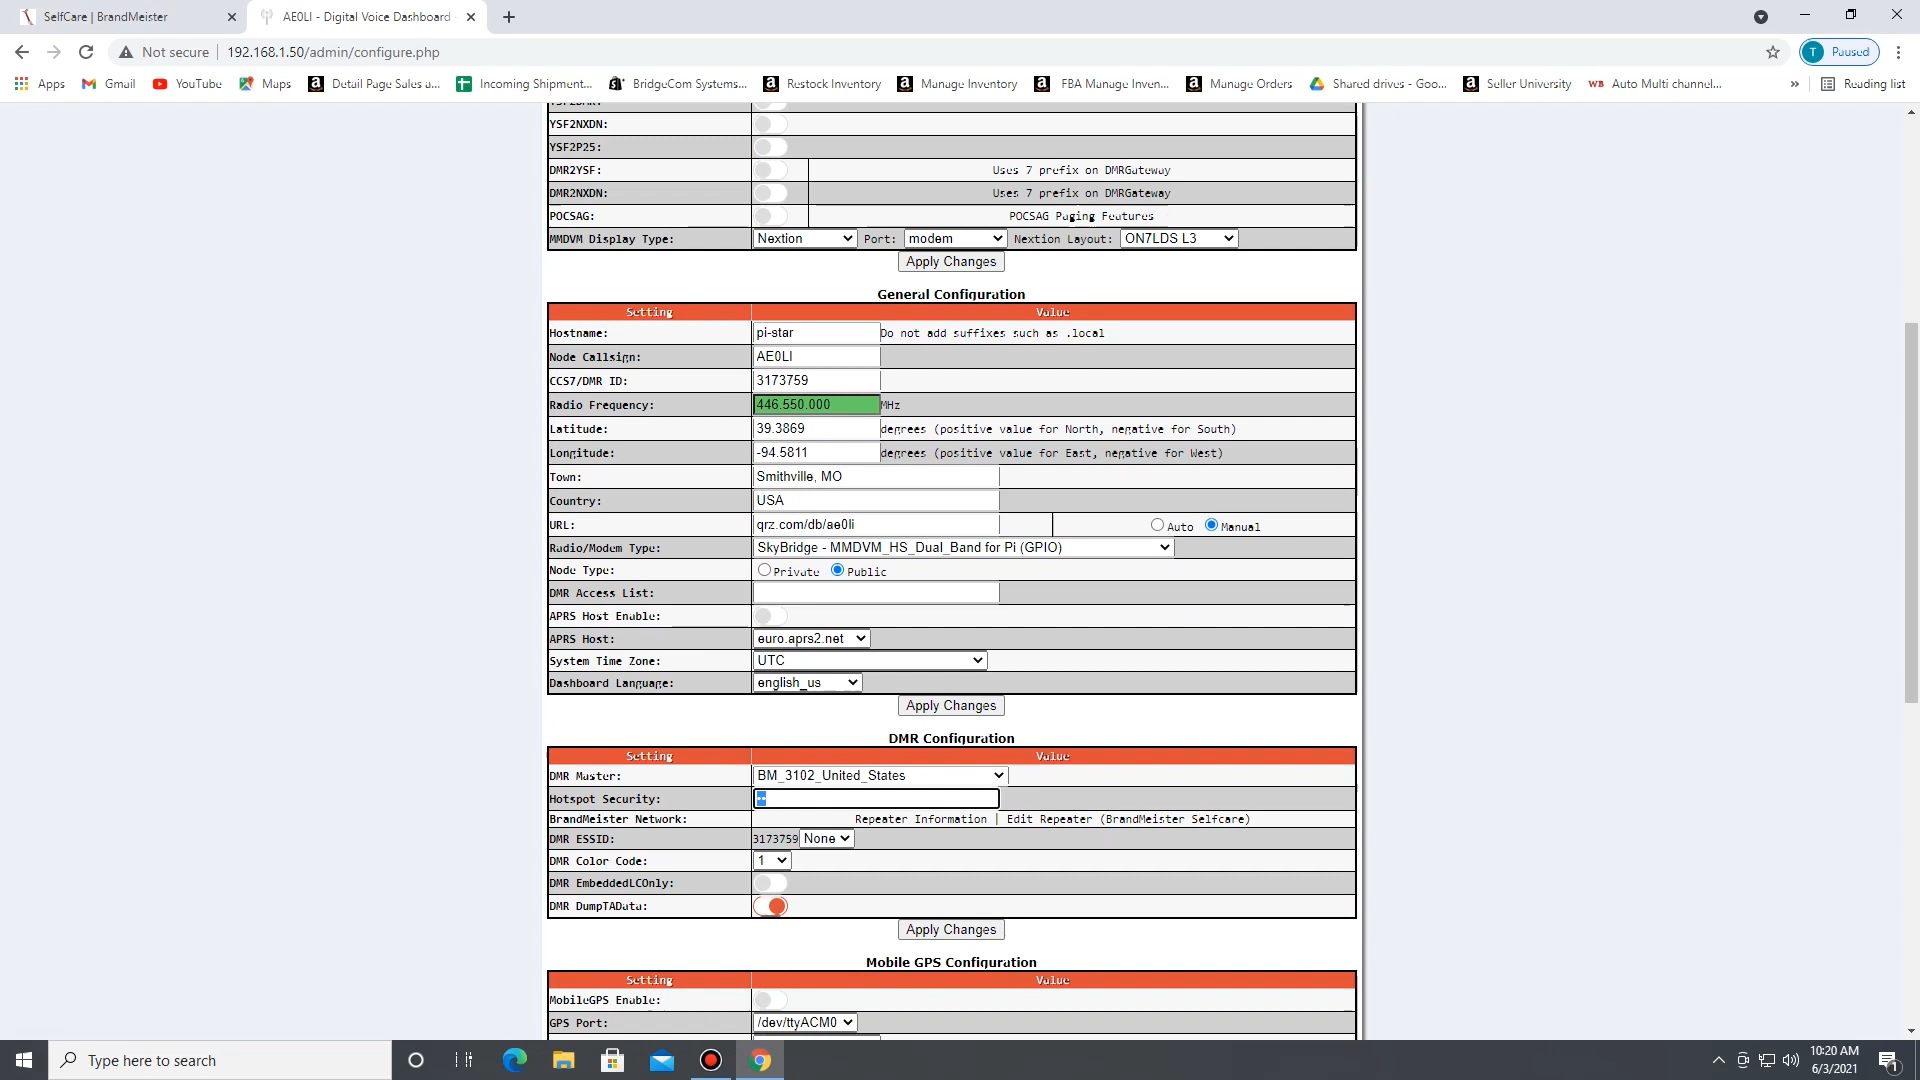 SelfCare | BrandMeister
AE0LI - Digital Voice Dashboard
Not secure
192.168.1.50/admin/configure.php
T Paused
Apps
Gmail
YouTube
Maps
Detail Page Sales a...
Incoming Shipment...
BridgeCom Systems...
Restock Inventory
Manage Inventory
FBA Manage Inven...
Manage Orders
Shared drives - Goo...
Seller University
WB Auto Multi channel...
»
Reading list
YSF2DMR:
YSF2NXDN:
YSF2P25:
DMR2YSF: Uses 7 prefix on DMRGateway
DMR2NXDN: Uses 7 prefix on DMRGateway
POCSAG: POCSAG Paging Features
MMDVM Display Type: Nextion Port: modem Nextion Layout: ON7LDS L3
Apply Changes
General Configuration
Setting Value
Hostname: pi-star Do not add suffixes such as .local
Node Callsign: AE0LI
CCS7/DMR ID: 3173759
Radio Frequency: 446.550.000 MHz
Latitude: 39.3869 degrees (positive value for North, negative for South)
Longitude: -94.5811 degrees (positive value for East, negative for West)
Town: Smithville, MO
Country: USA
URL: qrz.com/db/ae0li Auto Manual
Radio/Modem Type: SkyBridge - MMDVM_HS_Dual_Band for Pi (GPIO)
Node Type: Private Public
DMR Access List:
APRS Host Enable:
APRS Host: euro.aprs2.net
System Time Zone: UTC
Dashboard Language: english_us
Apply Changes
DMR Configuration
Setting Value
DMR Master: BM_3102_United_States
Hotspot Security: ••
BrandMeister Network: Repeater Information | Edit Repeater (BrandMeister Selfcare)
DMR ESSID: 3173759 None
DMR Color Code: 1
DMR EmbeddedLCOnly:
DMR DumpTAData:
Apply Changes
Mobile GPS Configuration
Setting Value
MobileGPS Enable:
GPS Port: /dev/ttyACM0
Type here to search
10:20 AM
6/3/2021
1